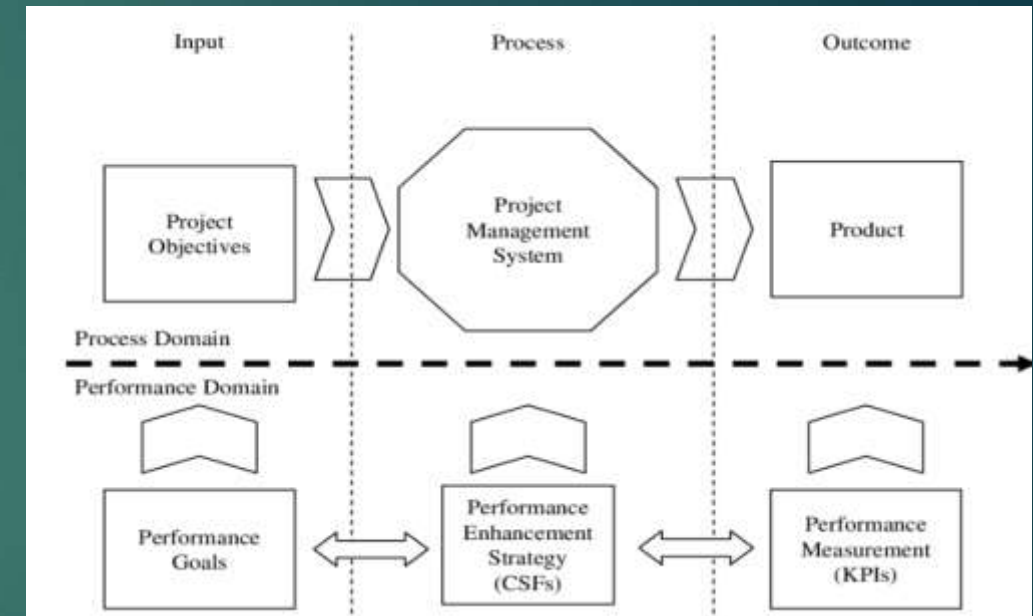 Input
Process
Outcome
Project
Objectives
Project
Management
System
Product
Process Domain
Performance Domain
Performance
Goals
Performance
Enhancement
Strategy
(CSFs)
Performance
Measurement
(KPIs)